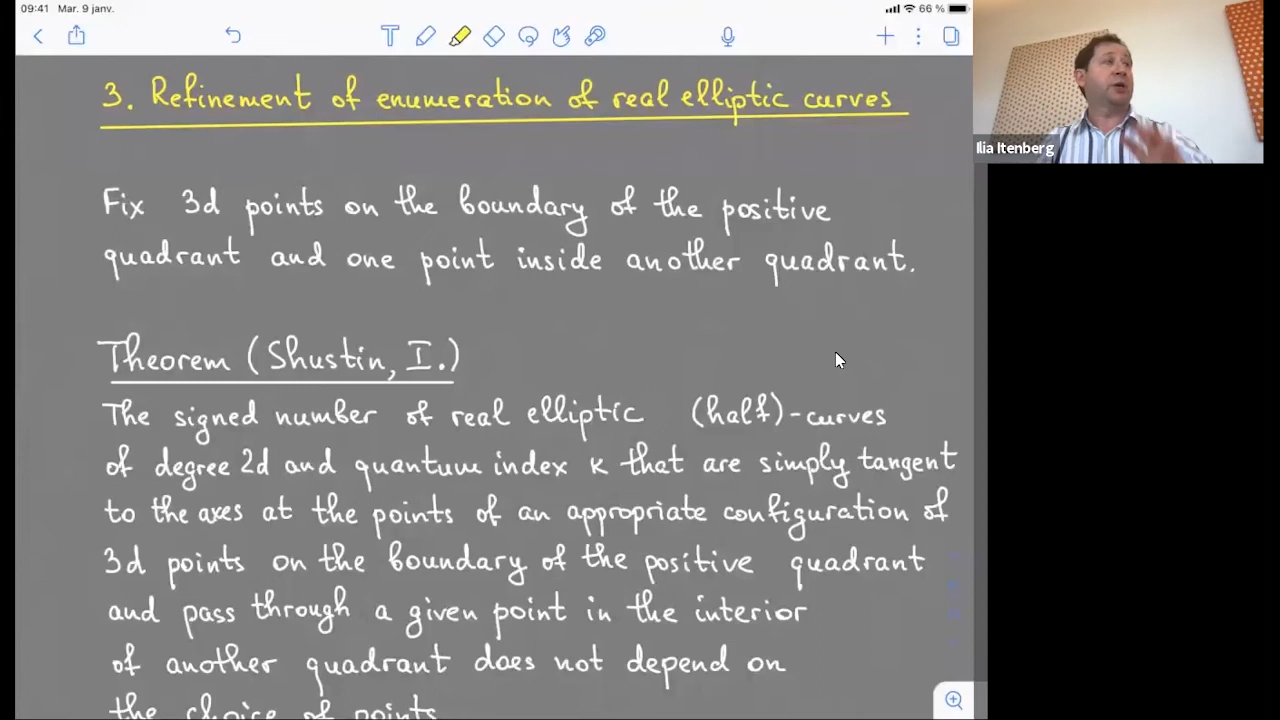 09:41 Mar. 9 janv.
66 %
3. Refinement of enumeration of real elliptic curves
Ilia Itenberg
Fix 3d points on the boundary of the positive
quadrant and one point inside another quadrant.
Theorem (Shustin, I.)
The signed number of real elliptic (half)-curves
of degree 2d and quantum index κ that are simply tangent
to the axes at the points of an appropriate configuration of
3d points on the boundary of the positive quadrant
and pass through a given point in the interior
of another quadrant does not depend on
the choice of points